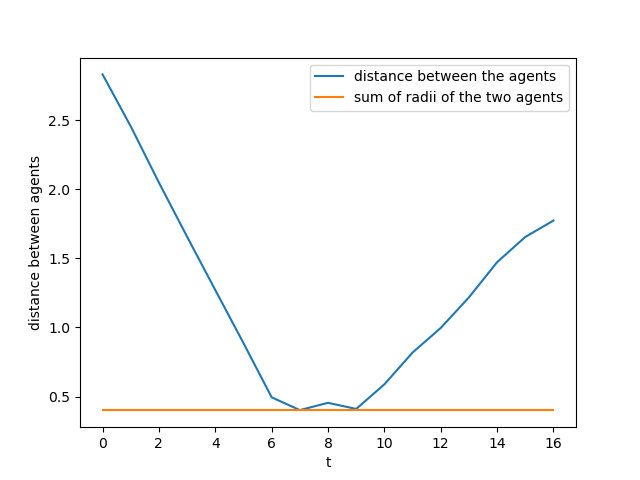 distance between the agents
sum of radii of the two agents
distance between agents
2.5
2.0
1.5
1.0
0.5
0 2 4 6 8 10 12 14 16
t